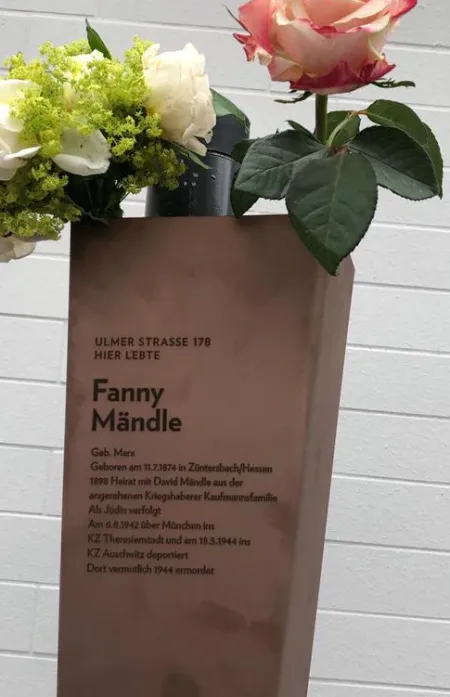 ULMER STRASSE 178
HIER LEBTE
Fanny
Mändle
Geb. Marx
Geboren am 11.7.1874 in Züntersbach/Hessen
1898 Heirat mit David Mändle aus der
angesehenen Kriegshaberer Kaufmannsfamilie
Als Jüdin verfolgt
Am 6.8.1942 über München ins
KZ Theresienstadt und am 18.5.1944 ins
KZ Auschwitz deportiert
Dort vermutlich 1944 ermordet